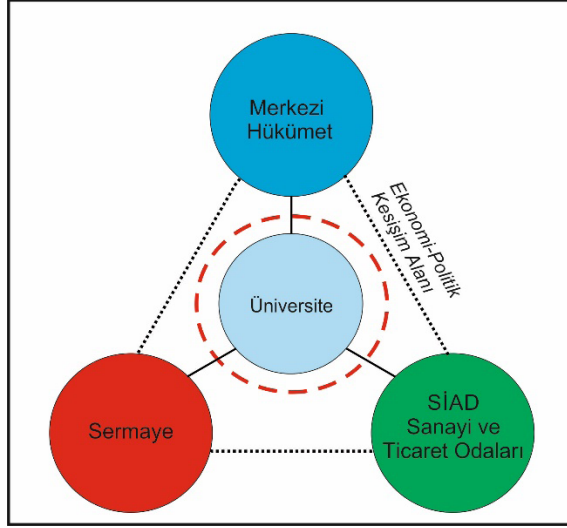 Merkezi
Hükümet
Ekonomi-Politik
Kesişim Alanı
Üniversite
Sermaye
SİAD
Sanayi ve
Ticaret Odaları